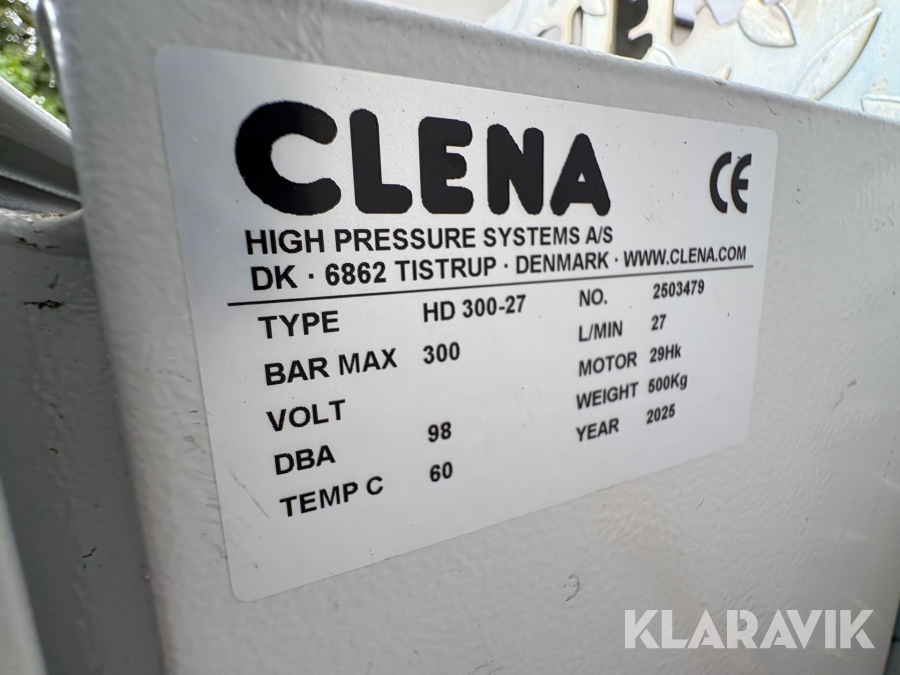 CLENA
CE
HIGH PRESSURE SYSTEMS A/S
DK · 6862 TISTRUP · DENMARK · WWW.CLENA.COM
TYPE HD 300-27 NO. 2503479
BAR MAX 300 L/MIN 27
VOLT MOTOR 29Hk
DBA 98 WEIGHT 500Kg
TEMP C 60 YEAR 2025
KLARAVIK